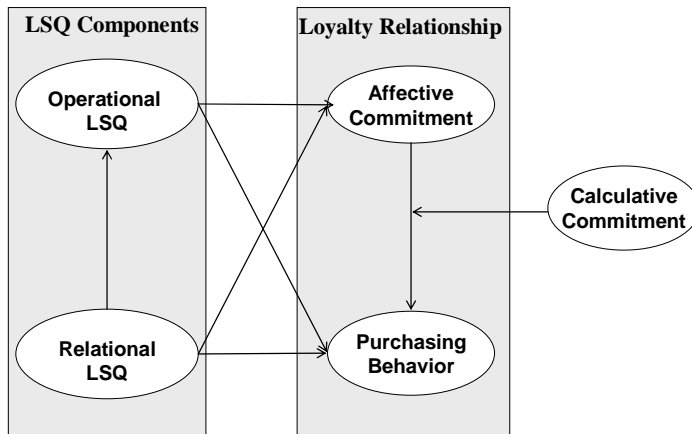 LSQ Components
Loyalty Relationship
Operational
LSQ
Affective
Commitment
Calculative
Commitment
Relational
LSQ
Purchasing
Behavior